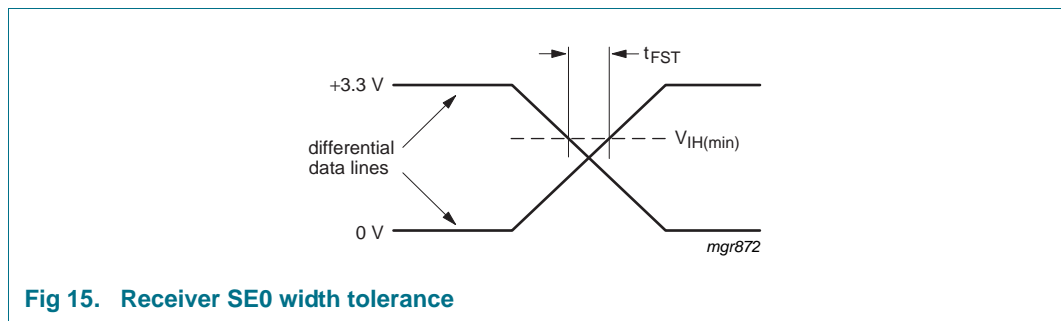 tFST
+3.3 V
VIH(min)
differential
data lines
0 V
mgr872
Fig 15. Receiver SE0 width tolerance